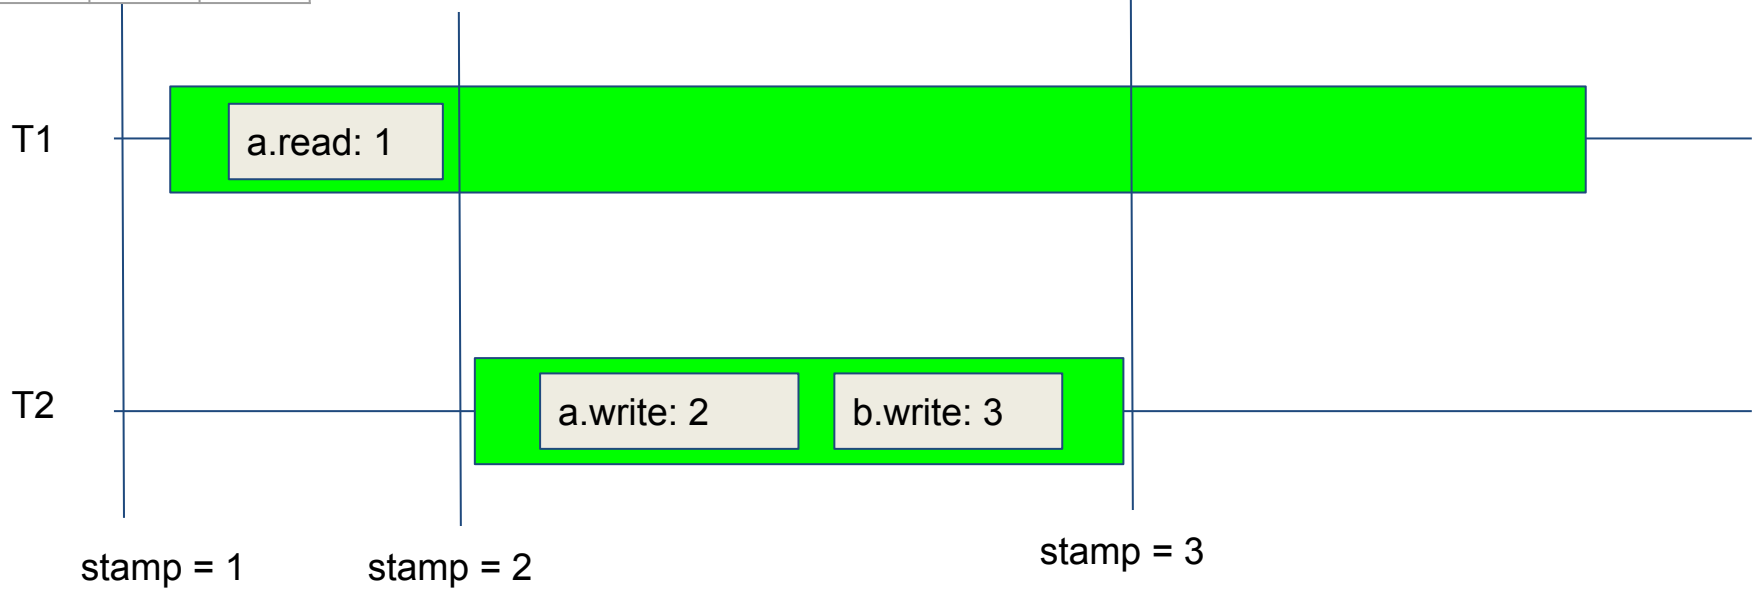 T1
a.read: 1
T2
a.write: 2
b.write: 3
stamp = 1
stamp = 2
stamp = 3